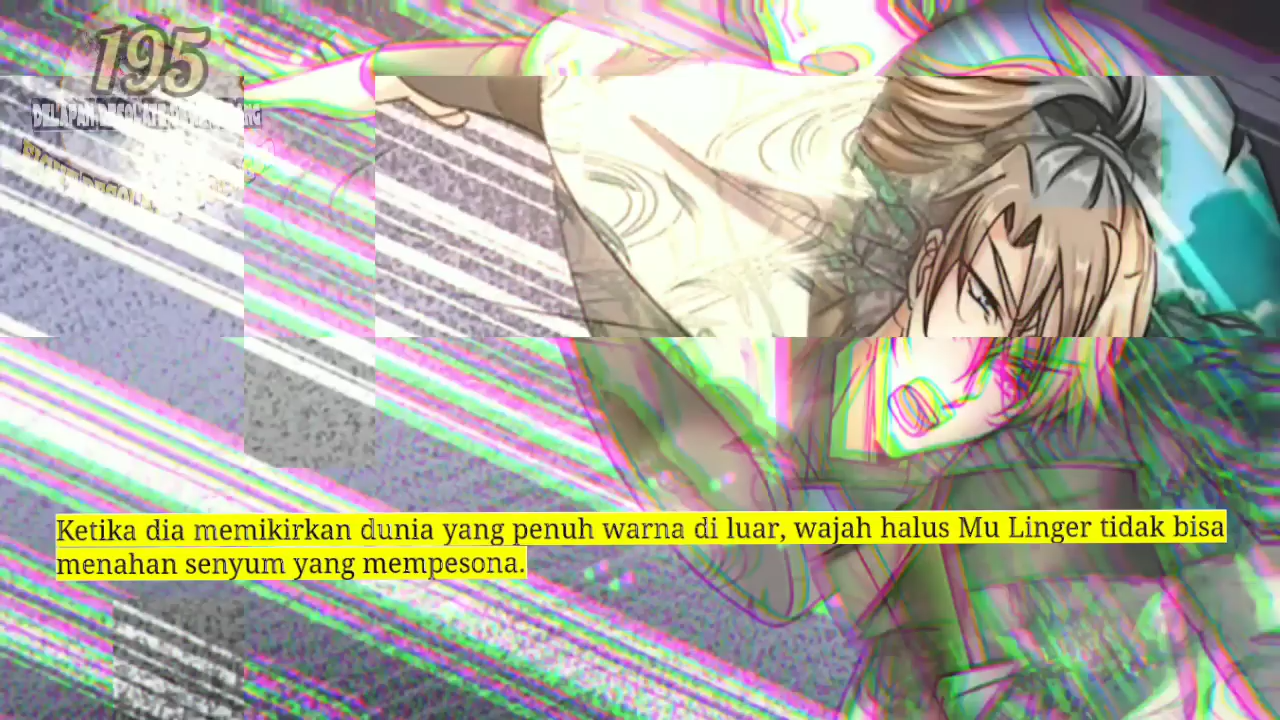 195
Ketika dia memikirkan dunia yang penuh warna di luar, wajah halus Mu Linger tidak bisa
menahan senyum yang mempesona.